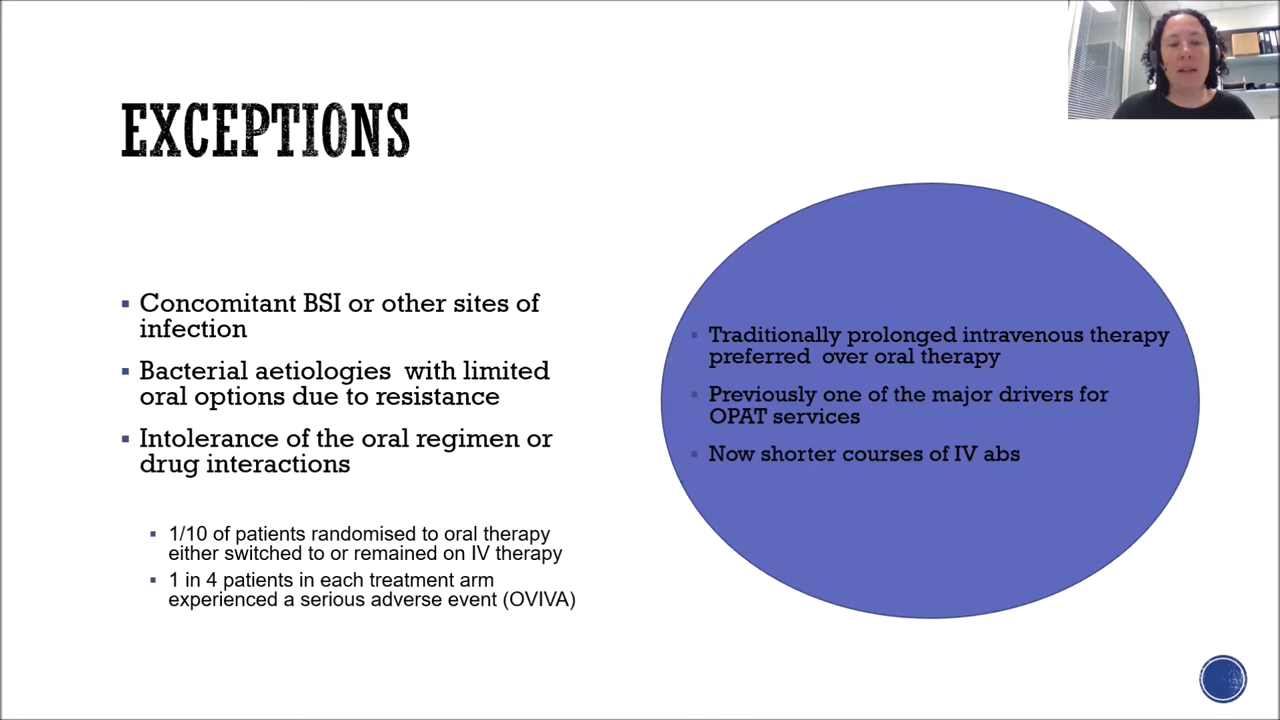 EXCEPTIONS
Concomitant BSI or other sites of
infection
Bacterial aetiologies with limited
oral options due to resistance
Intolerance of the oral regimen or
drug interactions
1/10 of patients randomised to oral therapy
either switched to or remained on IV therapy
1 in 4 patients in each treatment arm
experienced a serious adverse event (OVIVA)
Traditionally prolonged intravenous therapy
preferred over oral therapy
Previously one of the major drivers for
OPAT services
Now shorter courses of IV abs